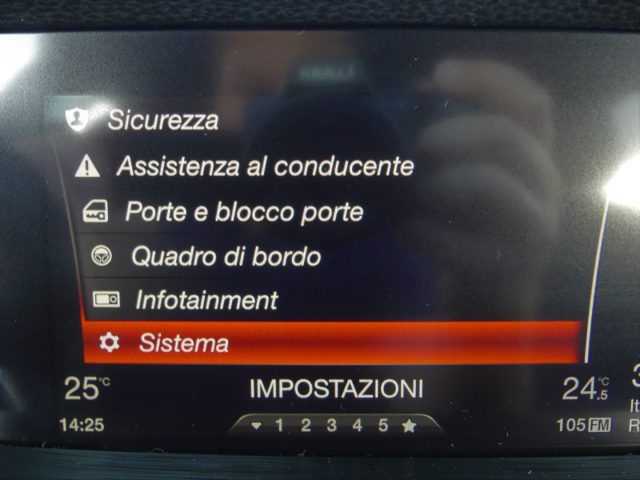 Sicurezza
Assistenza al conducente
Porte e blocco porte
Quadro di bordo
Infotainment
Sistema
25°C IMPOSTAZIONI 24.5°C
14:25 1 2 3 4 5 105 FM